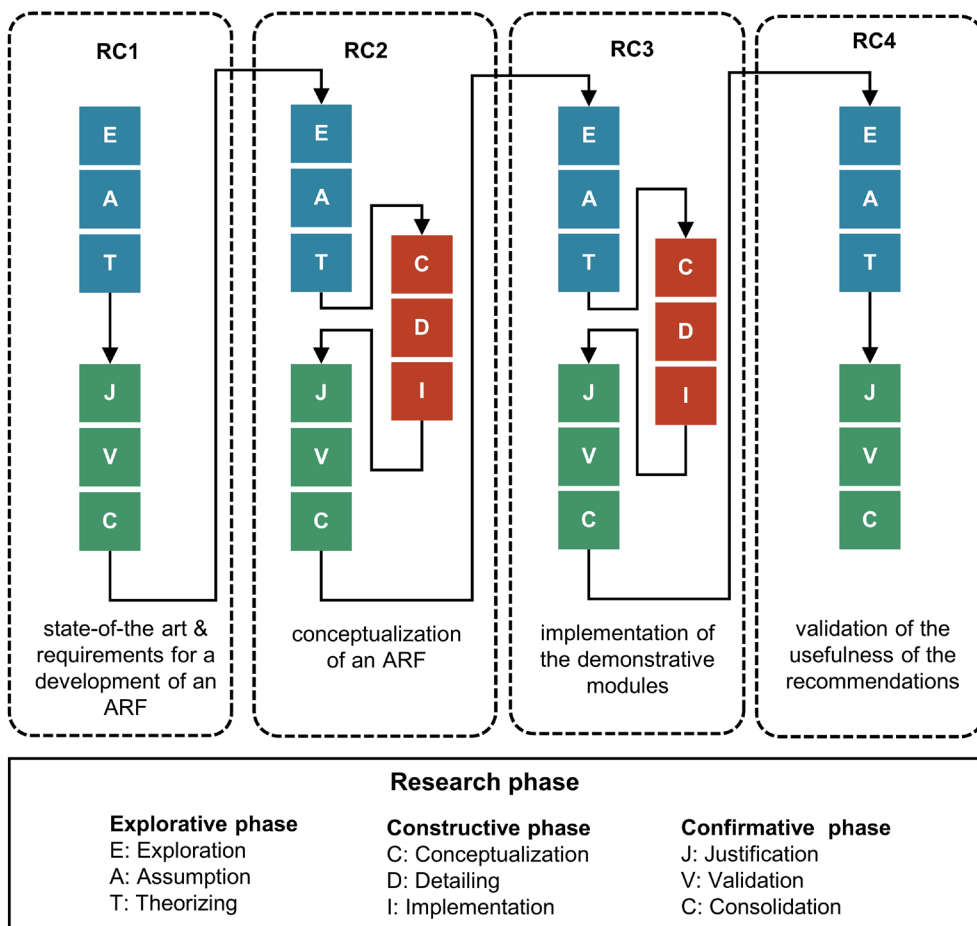 RC1
E
A
T
J
V
C
state-of-the art &
requirements for a
development of an
ARF
RC2
E
A
T
C
D
I
J
V
C
conceptualization
of an ARF
RC3
E
A
T
C
D
I
J
V
C
implementation of
the demonstrative
modules
RC4
E
A
T
J
V
C
validation of the
usefulness of the
recommendations
Research phase
Explorative phase
E: Exploration
A: Assumption
T: Theorizing
Constructive phase
C: Conceptualization
D: Detailing
I: Implementation
Confirmative phase
J: Justification
V: Validation
C: Consolidation